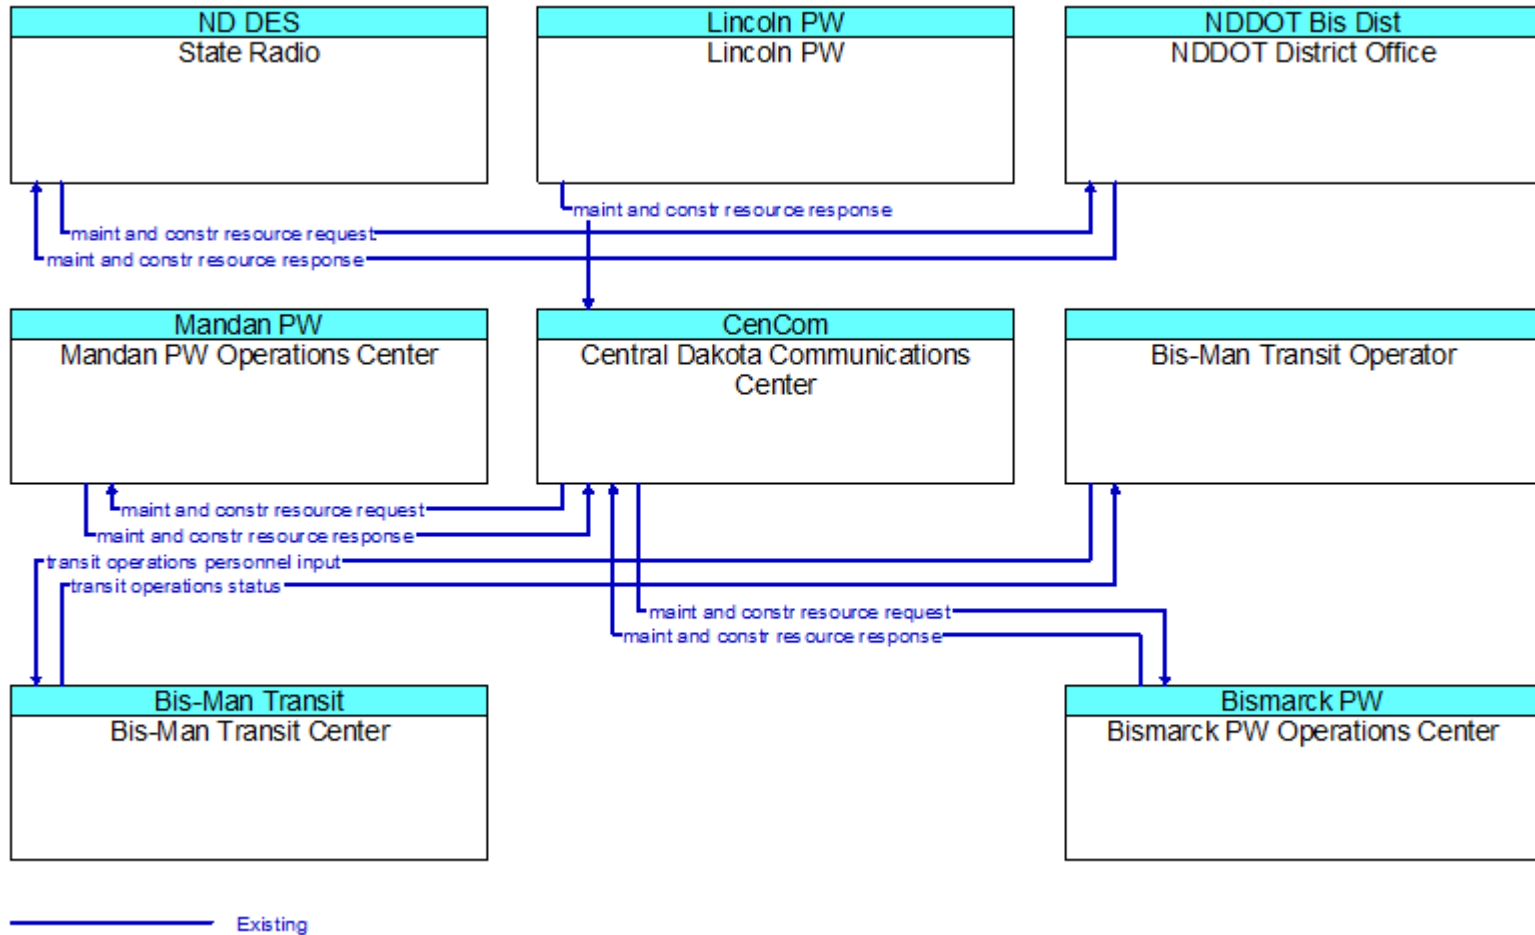 ND DES
State Radio
Lincoln PW
Lincoln PW
NDDOT Bis Dist
NDDOT District Office
maint and constr resource response
maint and constr resource request
maint and constr resource response
Mandan PW
Mandan PW Operations Center
CenCom
Central Dakota Communications
Center
Bis-Man Transit Operator
maint and constr resource request
maint and constr resource response
transit operations personnel input
transit operations status
maint and constr resource request
maint and constr resource response
Bis-Man Transit
Bis-Man Transit Center
Bismarck PW
Bismarck PW Operations Center
Existing